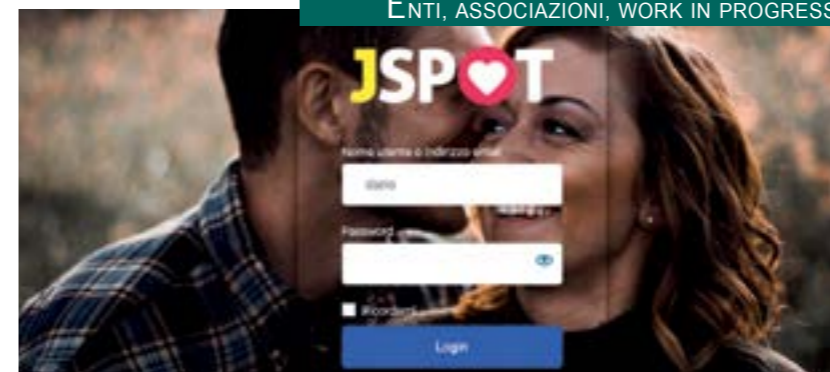 ENTI, ASSOCIAZIONI, WORK IN PROGRESS
JSPOT
Nome utente o indirizzo email
Password
Ricordami
Login